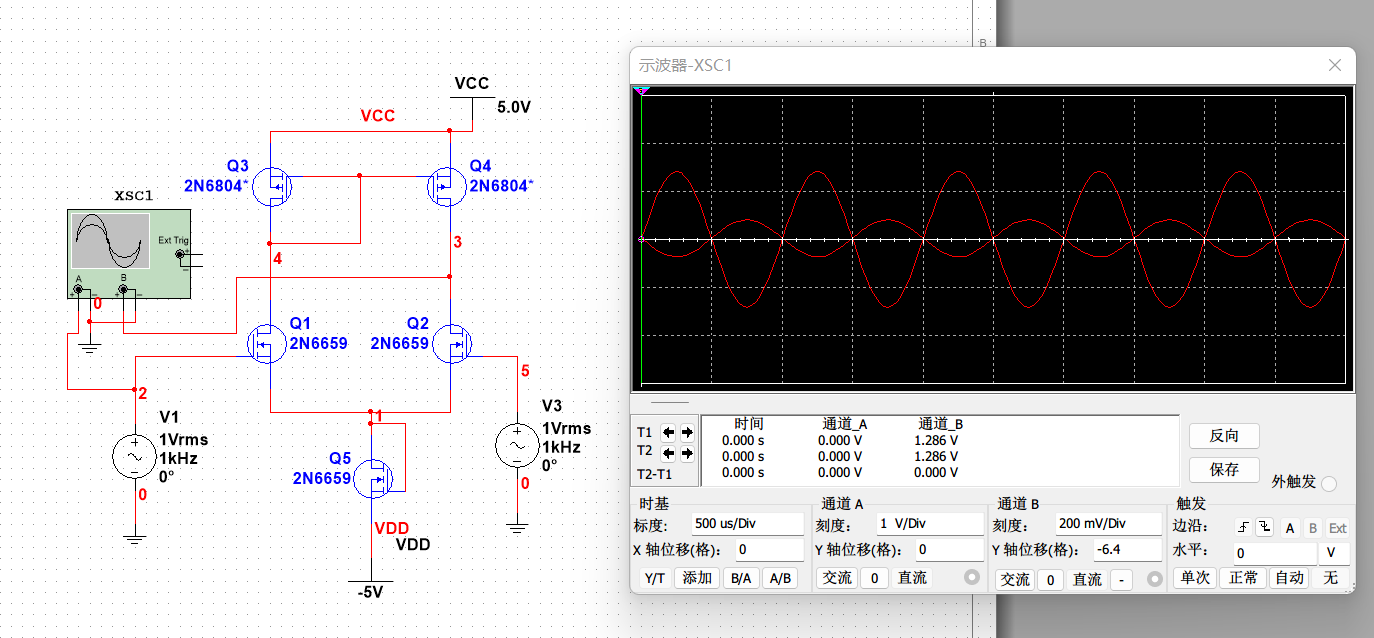 B
VCC
5.0V
VCC
Q3
2N6804*
Q4
2N6804*
XSC1
Ext Trig
+
−
A
B
+ − + −
0
4
3
Q1
2N6659
Q2
2N6659
2
V1
1Vrms
1kHz
0°
0
1
5
V3
1Vrms
1kHz
0°
0
Q5
2N6659
VDD
VDD
-5V
示波器-XSC1
时间 通道_A 通道_B
T1 0.000 s 0.000 V 1.286 V
T2 0.000 s 0.000 V 1.286 V
T2-T1 0.000 s 0.000 V 0.000 V
反向
保存
外触发
时基
标度: 500 us/Div
X 轴位移(格): 0
Y/T 添加 B/A A/B
通道 A
刻度: 1 V/Div
Y 轴位移(格): 0
交流 0 直流
通道 B
刻度: 200 mV/Div
Y 轴位移(格): -6.4
交流 0 直流 -
触发
边沿: A B Ext
水平: 0 V
单次 正常 自动 无